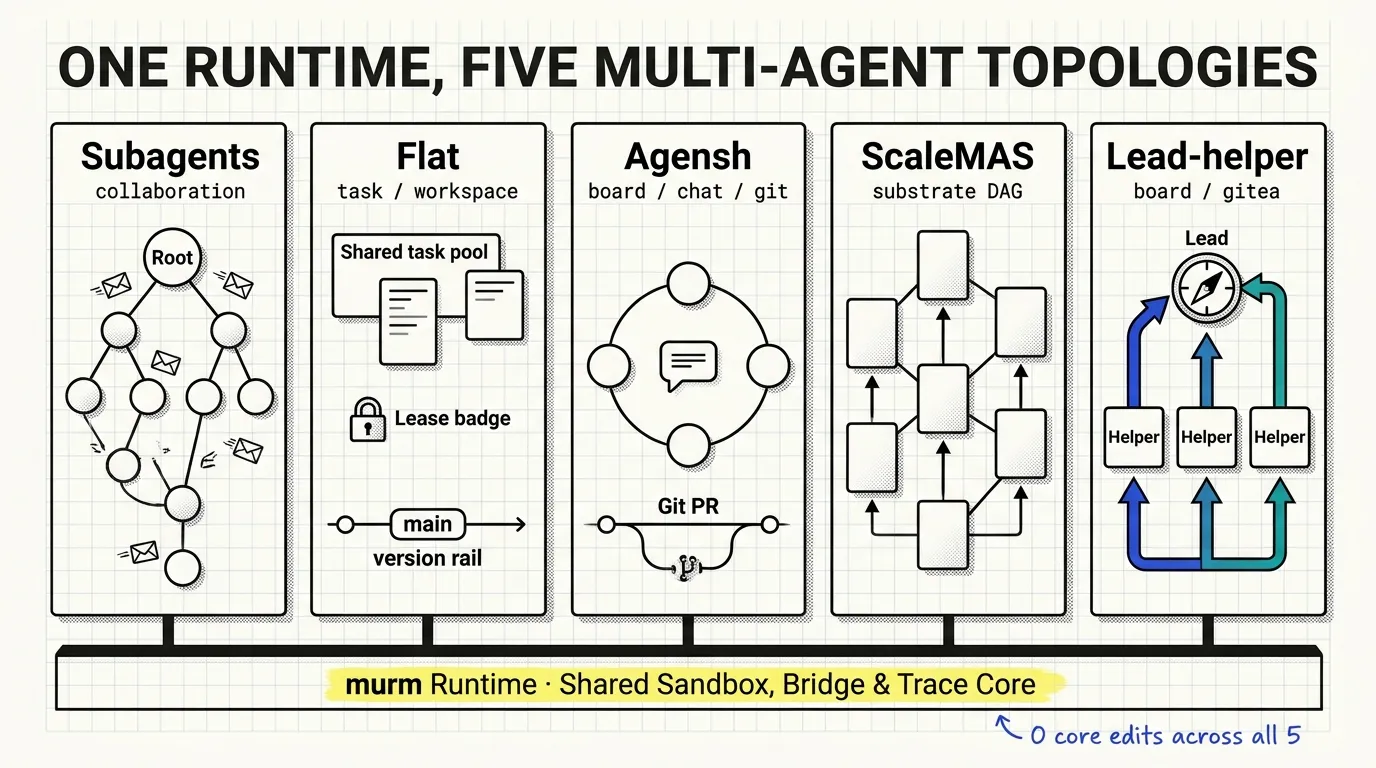 ONE RUNTIME, FIVE MULTI-AGENT TOPOLOGIES
Subagents
collaboration
Root
Flat
task / workspace
Shared task pool
Lease badge
main
version rail
Agensh
board / chat / git
Git PR
ScaleMAS
substrate DAG
Lead-helper
board / gitea
Lead
Helper
Helper
Helper
murm Runtime · Shared Sandbox, Bridge & Trace Core
0 core edits across all 5